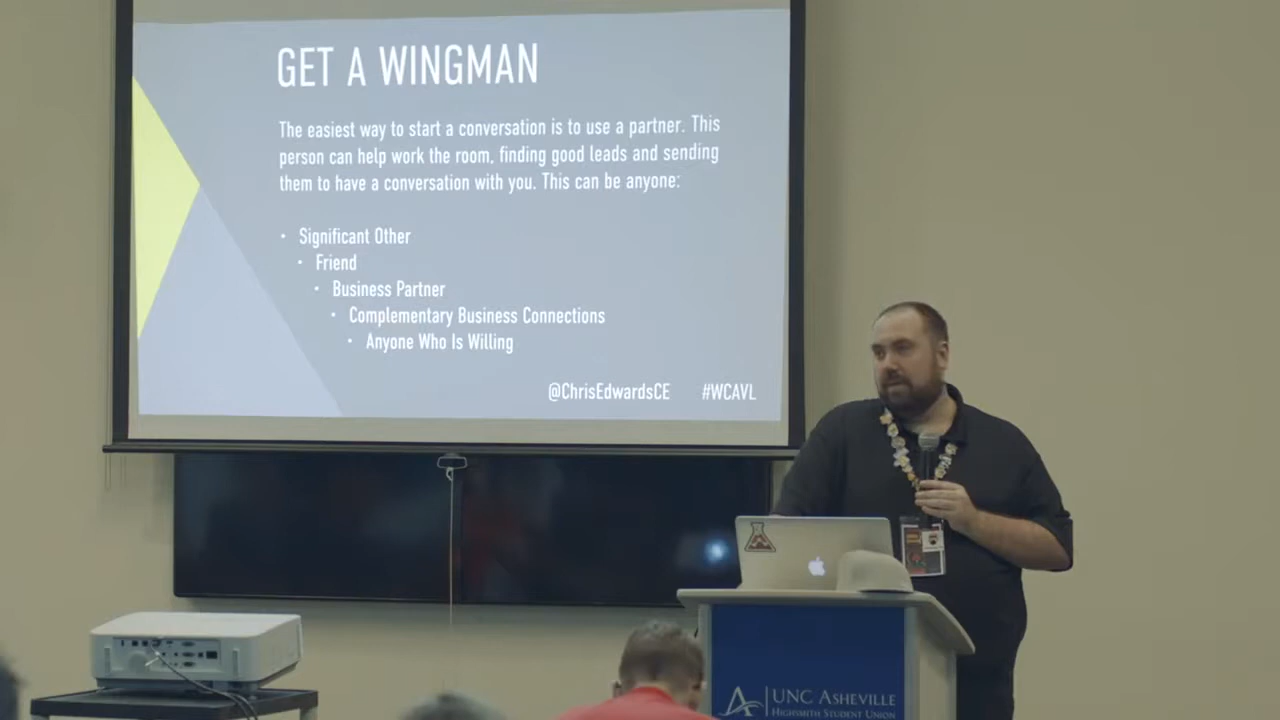 GET A WINGMAN
The easiest way to start a conversation is to use a partner. This
person can help work the room, finding good leads and sending
them to have a conversation with you. This can be anyone:
• Significant Other
• Friend
• Business Partner
• Complementary Business Connections
• Anyone Who Is Willing
@ChrisEdwardsCE #WCAVL
UNC ASHEVILLE
HIGHSMITH STUDENT UNION